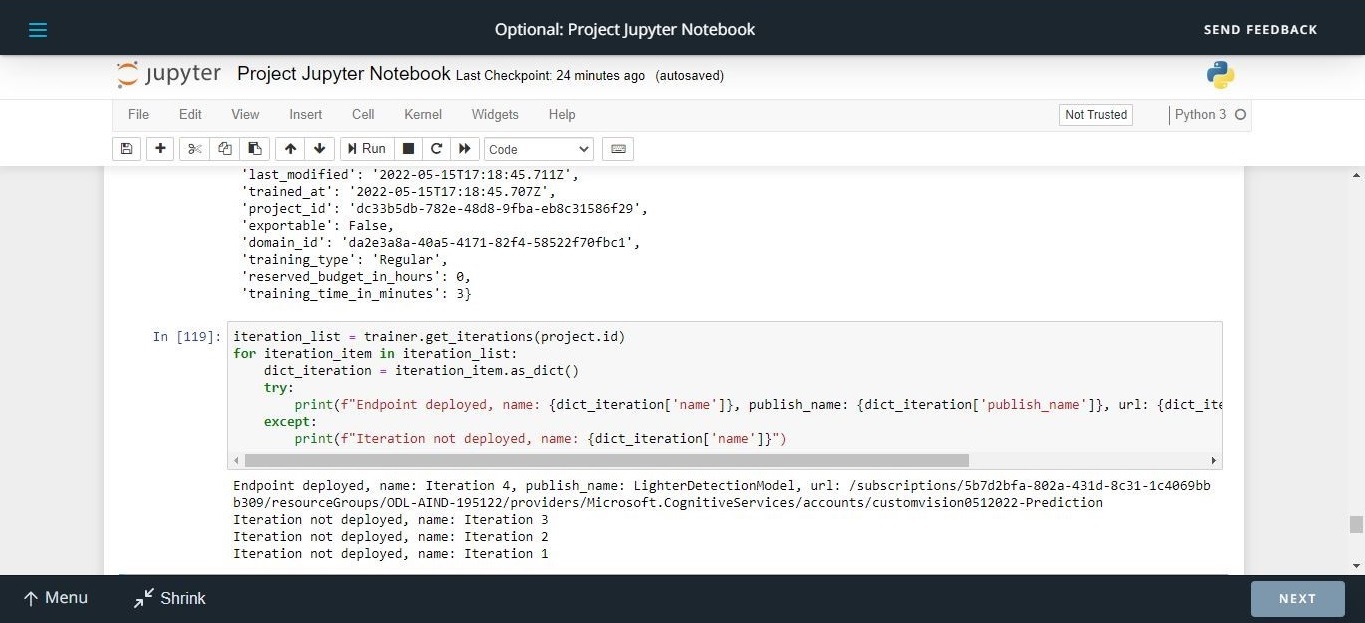 Optional: Project Jupyter Notebook
SEND FEEDBACK
jupyter Project Jupyter Notebook Last Checkpoint: 24 minutes ago (autosaved)
File Edit View Insert Cell Kernel Widgets Help Not Trusted Python 3
Run Code
'last_modified': '2022-05-15T17:18:45.711Z',
'trained_at': '2022-05-15T17:18:45.707Z',
'project_id': 'dc33b5db-782e-48d8-9fba-eb8c31586f29',
'exportable': False,
'domain_id': 'da2e3a8a-40a5-4171-82f4-58522f70fbc1',
'training_type': 'Regular',
'reserved_budget_in_hours': 0,
'training_time_in_minutes': 3}
In [119]: iteration_list = trainer.get_iterations(project.id)
for iteration_item in iteration_list:
    dict_iteration = iteration_item.as_dict()
    try:
        print(f"Endpoint deployed, name: {dict_iteration['name']}, publish_name: {dict_iteration['publish_name']}, url: {dict_ite
    except:
        print(f"Iteration not deployed, name: {dict_iteration['name']}")
Endpoint deployed, name: Iteration 4, publish_name: LighterDetectionModel, url: /subscriptions/5b7d2bfa-802a-431d-8c31-1c4069bb
b309/resourceGroups/ODL-AIND-195122/providers/Microsoft.CognitiveServices/accounts/customvision0512022-Prediction
Iteration not deployed, name: Iteration 3
Iteration not deployed, name: Iteration 2
Iteration not deployed, name: Iteration 1
Menu Shrink NEXT